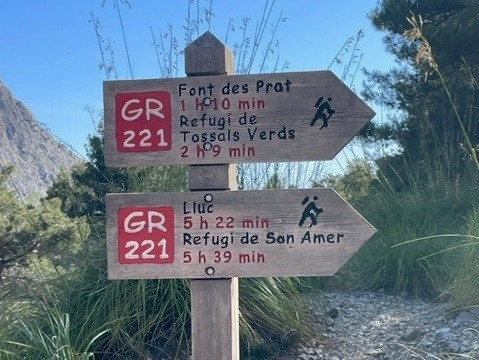 GR
221
Font des Prat
1 h 10 min
Refugi de
Tossals Verds
2 h 9 min
GR
221
Lluc
5 h 22 min
Refugi de Son Amer
5 h 39 min